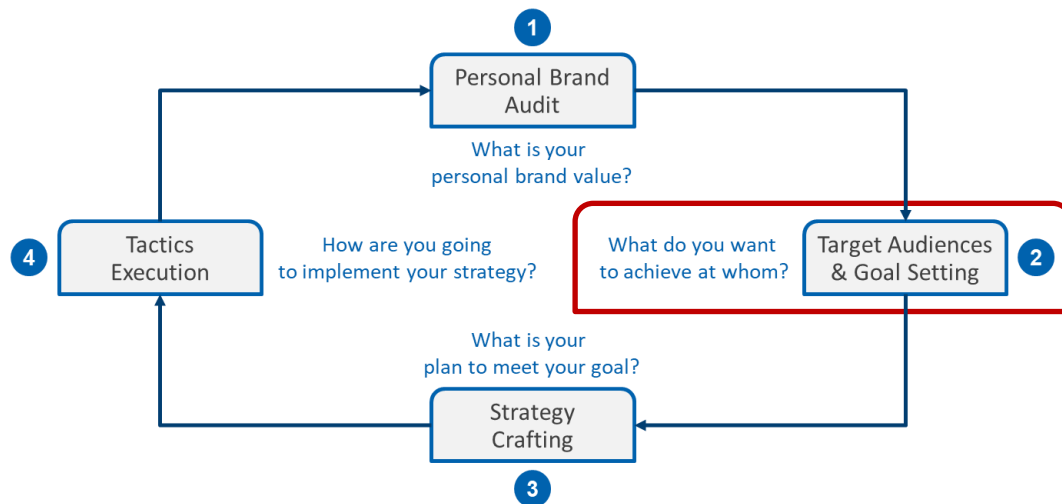 1
Personal Brand
Audit
What is your
personal brand value?
4
Tactics
Execution
How are you going
to implement your strategy?
What do you want
to achieve at whom?
Target Audiences
& Goal Setting
2
What is your
plan to meet your goal?
Strategy
Crafting
3